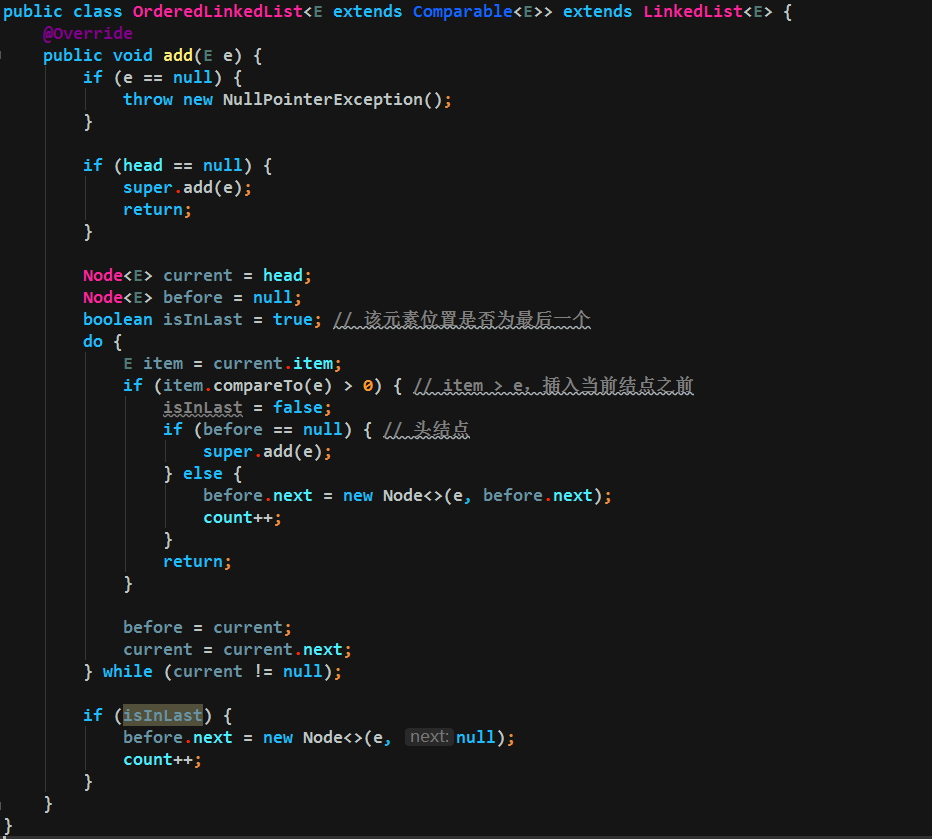 public class OrderedLinkedList<E extends Comparable<E>> extends LinkedList<E> {
@Override
public void add(E e) {
if (e == null) {
throw new NullPointerException();
}
if (head == null) {
super.add(e);
return;
}
Node<E> current = head;
Node<E> before = null;
boolean isInLast = true; // 该元素位置是否为最后一个
do {
E item = current.item;
if (item.compareTo(e) > 0) { // item > e，插入当前结点之前
isInLast = false;
if (before == null) { // 头结点
super.add(e);
} else {
before.next = new Node<>(e, before.next);
count++;
}
return;
}
before = current;
current = current.next;
} while (current != null);
if (isInLast) {
before.next = new Node<>(e, next: null);
count++;
}
}
}